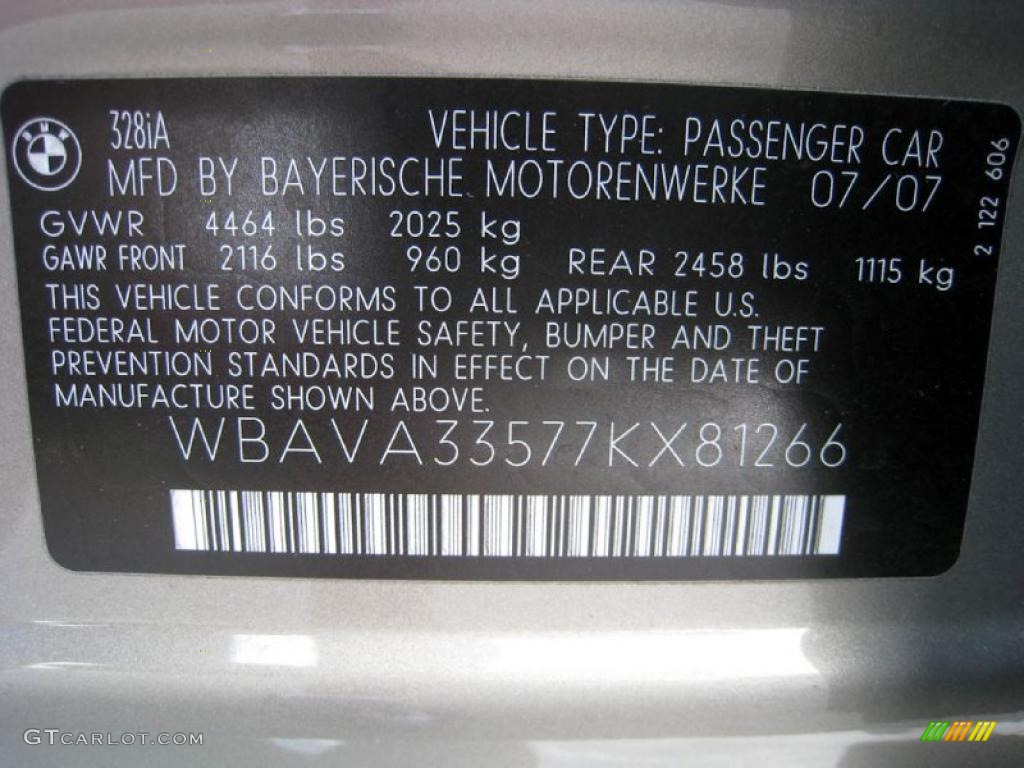 BMW
328iA
VEHICLE TYPE: PASSENGER CAR
MFD BY BAYERISCHE MOTORENWERKE 07/07
GVWR 4464 lbs 2025 kg
GAWR FRONT 2116 lbs 960 kg REAR 2458 lbs 1115 kg
THIS VEHICLE CONFORMS TO ALL APPLICABLE U.S.
FEDERAL MOTOR VEHICLE SAFETY, BUMPER AND THEFT
PREVENTION STANDARDS IN EFFECT ON THE DATE OF
MANUFACTURE SHOWN ABOVE.
WBAVA33577KX81266
2 122 606
GTCARLOT.COM